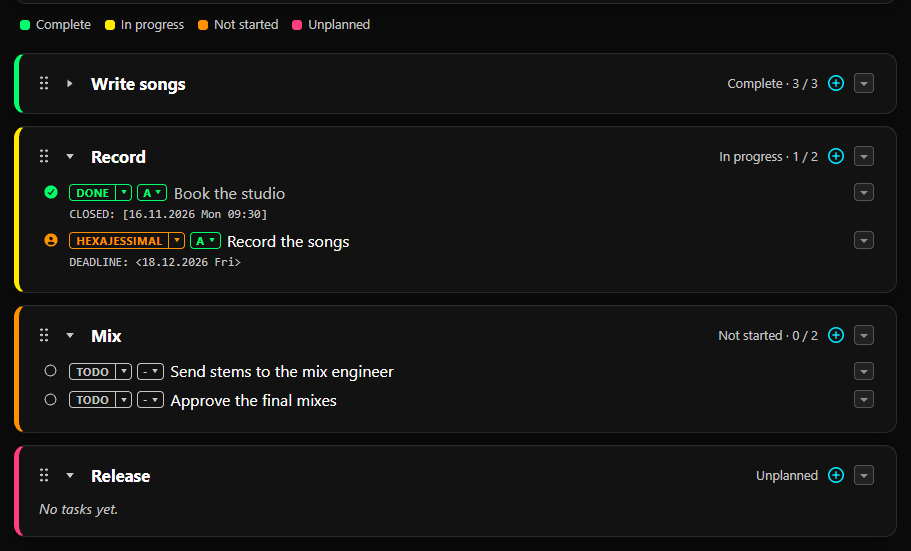 Complete In progress Not started Unplanned
Write songs Complete · 3 / 3
Record In progress · 1 / 2
DONE A Book the studio
CLOSED: [16.11.2026 Mon 09:30]
HEXAJESSIMAL A Record the songs
DEADLINE: <18.12.2026 Fri>
Mix Not started · 0 / 2
TODO - Send stems to the mix engineer
TODO - Approve the final mixes
Release Unplanned
No tasks yet.